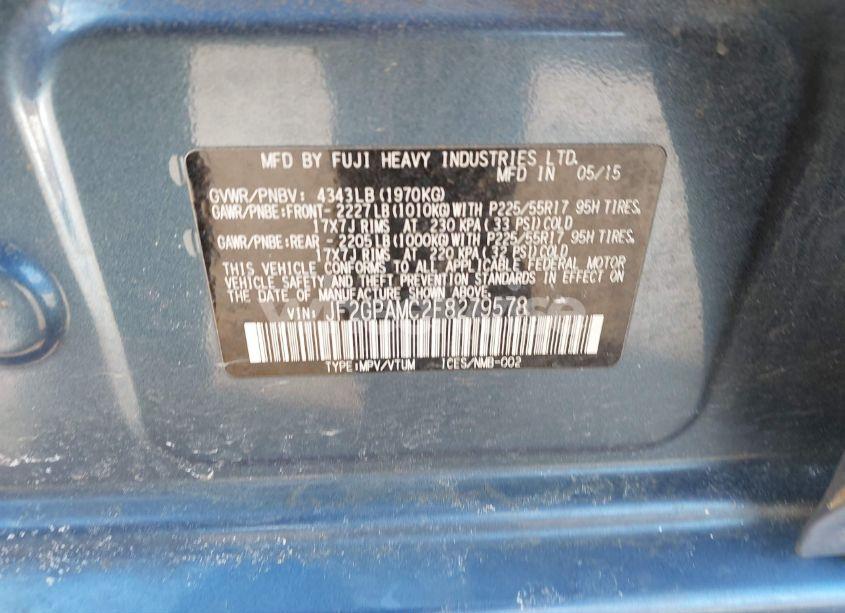 MFD BY FUJI HEAVY INDUSTRIES LTD.
MFD IN 05/15
GVWR/PNBV: 4343LB(1970KG)
GAWR/PNBE:FRONT- 2227LB(1010KG)WITH P225/55R17 95H TIRES,
17X7J RIMS AT 230 KPA(33 PSI)COLD
GAWR/PNBE:REAR - 2205LB(1000KG)WITH P225/55R17 95H TIRES,
17X7J RIMS AT 220 KPA(32 PSI)COLD
THIS VEHICLE CONFORMS TO ALL APPLICABLE FEDERAL MOTOR
VEHICLE SAFETY AND THEFT PREVENTION STANDARDS IN EFFECT ON
THE DATE OF MANUFACTURE SHOWN ABOVE.
VIN: JF2GPAMC2F8279578
TYPE:MPV/VTUM ICES/NMB-002